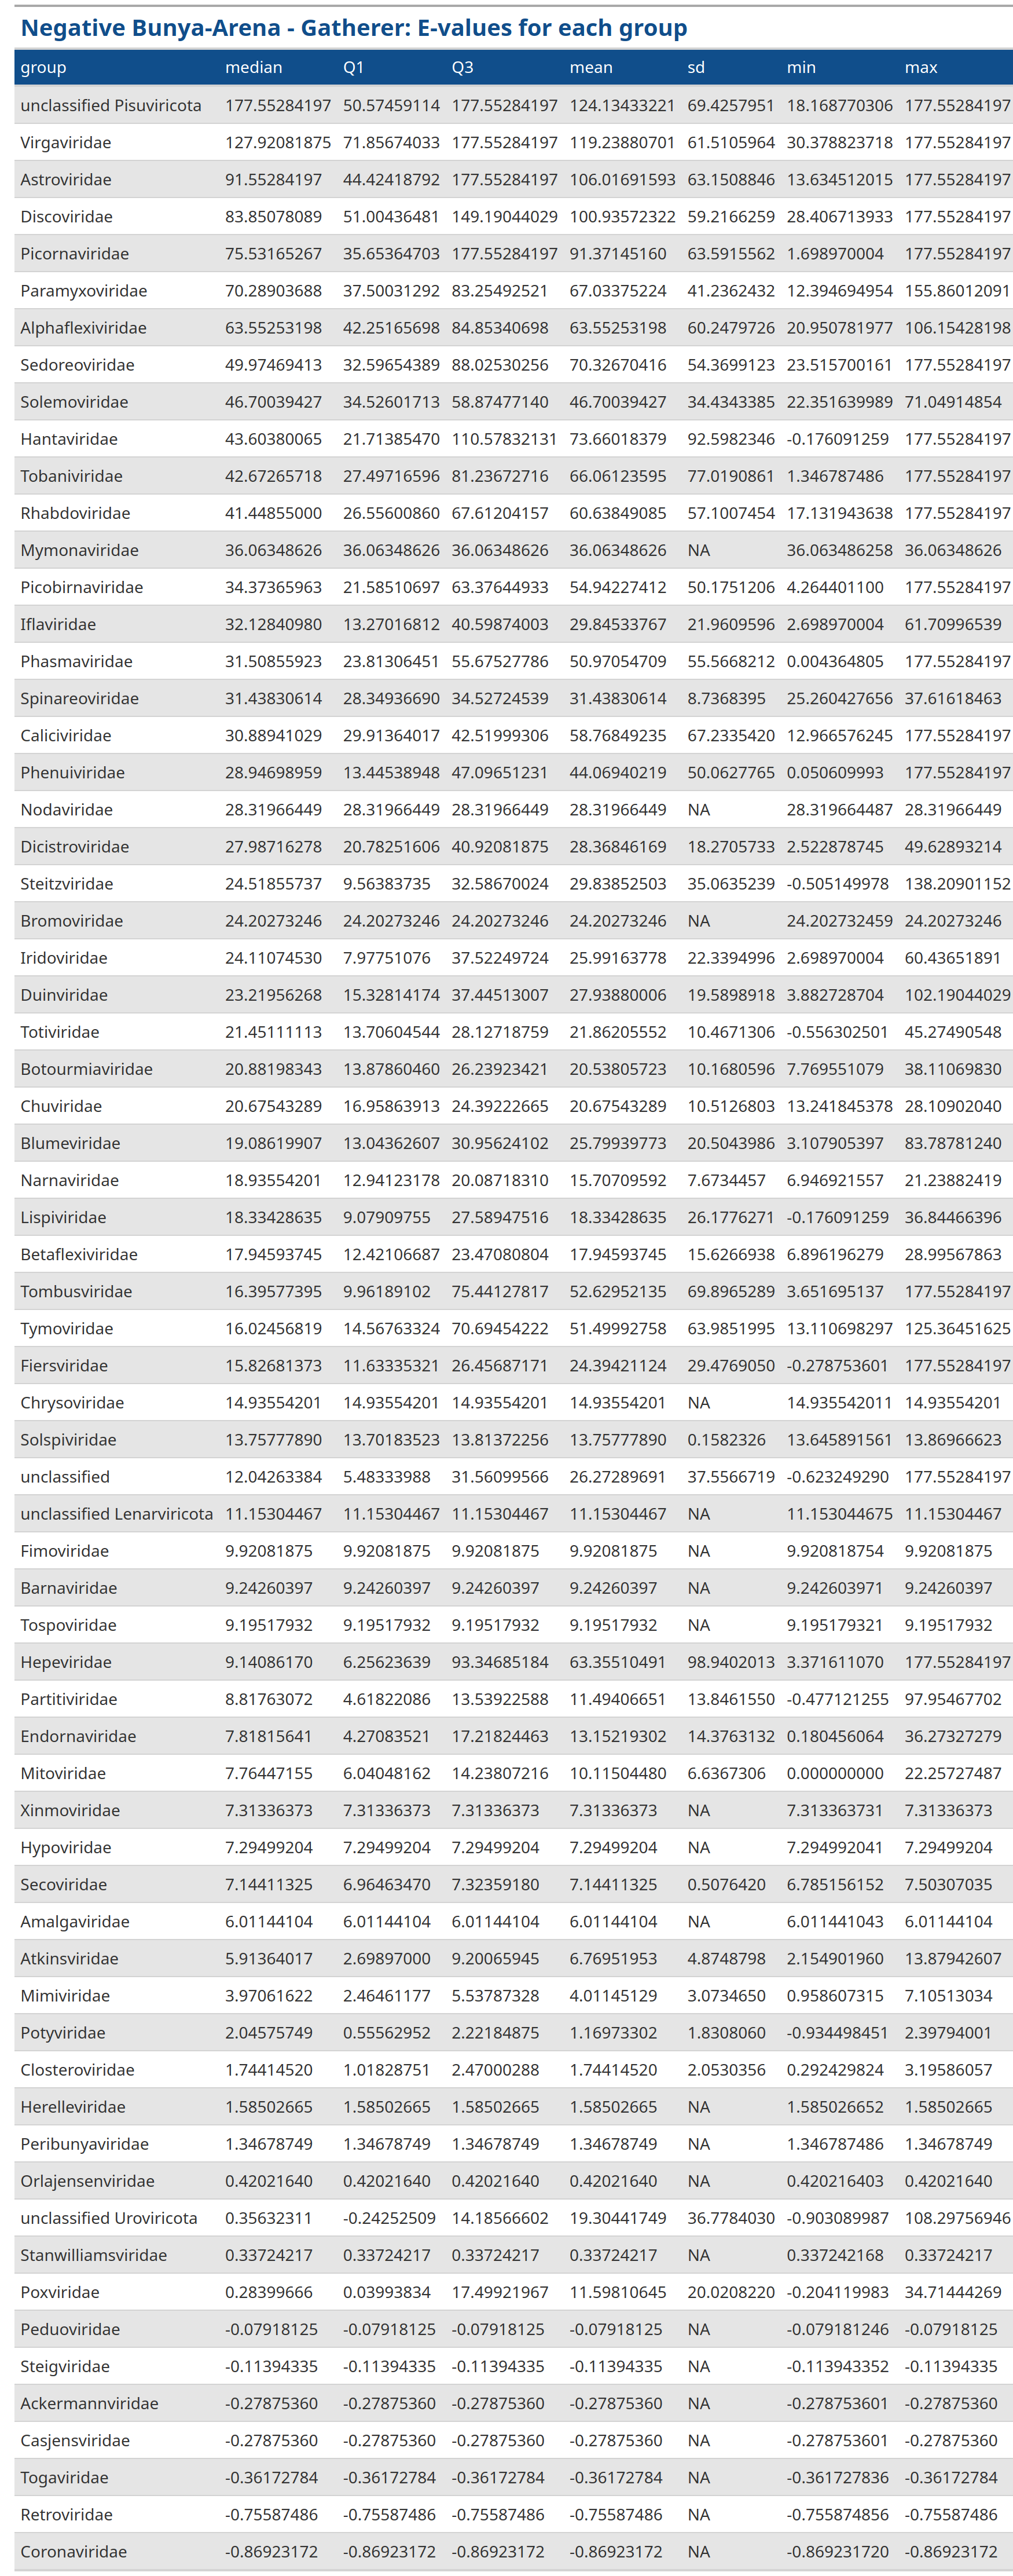 Negative Bunya-Arena - Gatherer: E-values for each group
group median Q1 Q3 mean sd min max
unclassified Pisuviricota 177.55284197 50.57459114 177.55284197 124.13433221 69.4257951 18.168770306 177.55284197
Virgaviridae 127.92081875 71.85674033 177.55284197 119.23880701 61.5105964 30.378823718 177.55284197
Astroviridae 91.55284197 44.42418792 177.55284197 106.01691593 63.1508846 13.634512015 177.55284197
Discoviridae 83.85078089 51.00436481 149.19044029 100.93572322 59.2166259 28.406713933 177.55284197
Picornaviridae 75.53165267 35.65364703 177.55284197 91.37145160 63.5915562 1.698970004 177.55284197
Paramyxoviridae 70.28903688 37.50031292 83.25492521 67.03375224 41.2362432 12.394694954 155.86012091
Alphaflexiviridae 63.55253198 42.25165698 84.85340698 63.55253198 60.2479726 20.950781977 106.15428198
Sedoreoviridae 49.97469413 32.59654389 88.02530256 70.32670416 54.3699123 23.515700161 177.55284197
Solemoviridae 46.70039427 34.52601713 58.87477140 46.70039427 34.4343385 22.351639989 71.04914854
Hantaviridae 43.60380065 21.71385470 110.57832131 73.66018379 92.5982346 -0.176091259 177.55284197
Tobaniviridae 42.67265718 27.49716596 81.23672716 66.06123595 77.0190861 1.346787486 177.55284197
Rhabdoviridae 41.44855000 26.55600860 67.61204157 60.63849085 57.1007454 17.131943638 177.55284197
Mymonaviridae 36.06348626 36.06348626 36.06348626 36.06348626 NA 36.063486258 36.06348626
Picobirnaviridae 34.37365963 21.58510697 63.37644933 54.94227412 50.1751206 4.264401100 177.55284197
Iflaviridae 32.12840980 13.27016812 40.59874003 29.84533767 21.9609596 2.698970004 61.70996539
Phasmaviridae 31.50855923 23.81306451 55.67527786 50.97054709 55.5668212 0.004364805 177.55284197
Spinareoviridae 31.43830614 28.34936690 34.52724539 31.43830614 8.7368395 25.260427656 37.61618463
Caliciviridae 30.88941029 29.91364017 42.51999306 58.76849235 67.2335420 12.966576245 177.55284197
Phenuiviridae 28.94698959 13.44538948 47.09651231 44.06940219 50.0627765 0.050609993 177.55284197
Nodaviridae 28.31966449 28.31966449 28.31966449 28.31966449 NA 28.319664487 28.31966449
Dicistroviridae 27.98716278 20.78251606 40.92081875 28.36846169 18.2705733 2.522878745 49.62893214
Steitzviridae 24.51855737 9.56383735 32.58670024 29.83852503 35.0635239 -0.505149978 138.20901152
Bromoviridae 24.20273246 24.20273246 24.20273246 24.20273246 NA 24.202732459 24.20273246
Iridoviridae 24.11074530 7.97751076 37.52249724 25.99163778 22.3394996 2.698970004 60.43651891
Duinviridae 23.21956268 15.32814174 37.44513007 27.93880006 19.5898918 3.882728704 102.19044029
Totiviridae 21.45111113 13.70604544 28.12718759 21.86205552 10.4671306 -0.556302501 45.27490548
Botourmiaviridae 20.88198343 13.87860460 26.23923421 20.53805723 10.1680596 7.769551079 38.11069830
Chuviridae 20.67543289 16.95863913 24.39222665 20.67543289 10.5126803 13.241845378 28.10902040
Blumeviridae 19.08619907 13.04362607 30.95624102 25.79939773 20.5043986 3.107905397 83.78781240
Narnaviridae 18.93554201 12.94123178 20.08718310 15.70709592 7.6734457 6.946921557 21.23882419
Lispiviridae 18.33428635 9.07909755 27.58947516 18.33428635 26.1776271 -0.176091259 36.84466396
Betaflexiviridae 17.94593745 12.42106687 23.47080804 17.94593745 15.6266938 6.896196279 28.99567863
Tombusviridae 16.39577395 9.96189102 75.44127817 52.62952135 69.8965289 3.651695137 177.55284197
Tymoviridae 16.02456819 14.56763324 70.69454222 51.49992758 63.9851995 13.110698297 125.36451625
Fiersviridae 15.82681373 11.63335321 26.45687171 24.39421124 29.4769050 -0.278753601 177.55284197
Chrysoviridae 14.93554201 14.93554201 14.93554201 14.93554201 NA 14.935542011 14.93554201
Solspiviridae 13.75777890 13.70183523 13.81372256 13.75777890 0.1582326 13.645891561 13.86966623
unclassified 12.04263384 5.48333988 31.56099566 26.27289691 37.5566719 -0.623249290 177.55284197
unclassified Lenarviricota 11.15304467 11.15304467 11.15304467 11.15304467 NA 11.153044675 11.15304467
Fimoviridae 9.92081875 9.92081875 9.92081875 9.92081875 NA 9.920818754 9.92081875
Barnaviridae 9.24260397 9.24260397 9.24260397 9.24260397 NA 9.242603971 9.24260397
Tospoviridae 9.19517932 9.19517932 9.19517932 9.19517932 NA 9.195179321 9.19517932
Hepeviridae 9.14086170 6.25623639 93.34685184 63.35510491 98.9402013 3.371611070 177.55284197
Partitiviridae 8.81763072 4.61822086 13.53922588 11.49406651 13.8461550 -0.477121255 97.95467702
Endornaviridae 7.81815641 4.27083521 17.21824463 13.15219302 14.3763132 0.180456064 36.27327279
Mitoviridae 7.76447155 6.04048162 14.23807216 10.11504480 6.6367306 0.000000000 22.25727487
Xinmoviridae 7.31336373 7.31336373 7.31336373 7.31336373 NA 7.313363731 7.31336373
Hypoviridae 7.29499204 7.29499204 7.29499204 7.29499204 NA 7.294992041 7.29499204
Secoviridae 7.14411325 6.96463470 7.32359180 7.14411325 0.5076420 6.785156152 7.50307035
Amalgaviridae 6.01144104 6.01144104 6.01144104 6.01144104 NA 6.011441043 6.01144104
Atkinsviridae 5.91364017 2.69897000 9.20065945 6.76951953 4.8748798 2.154901960 13.87942607
Mimiviridae 3.97061622 2.46461177 5.53787328 4.01145129 3.0734650 0.958607315 7.10513034
Potyviridae 2.04575749 0.55562952 2.22184875 1.16973302 1.8308060 -0.934498451 2.39794001
Closteroviridae 1.74414520 1.01828751 2.47000288 1.74414520 2.0530356 0.292429824 3.19586057
Herelleviridae 1.58502665 1.58502665 1.58502665 1.58502665 NA 1.585026652 1.58502665
Peribunyaviridae 1.34678749 1.34678749 1.34678749 1.34678749 NA 1.346787486 1.34678749
Orlajensenviridae 0.42021640 0.42021640 0.42021640 0.42021640 NA 0.420216403 0.42021640
unclassified Uroviricota 0.35632311 -0.24252509 14.18566602 19.30441749 36.7784030 -0.903089987 108.29756946
Stanwilliamsviridae 0.33724217 0.33724217 0.33724217 0.33724217 NA 0.337242168 0.33724217
Poxviridae 0.28399666 0.03993834 17.49921967 11.59810645 20.0208220 -0.204119983 34.71444269
Peduoviridae -0.07918125 -0.07918125 -0.07918125 -0.07918125 NA -0.079181246 -0.07918125
Steigviridae -0.11394335 -0.11394335 -0.11394335 -0.11394335 NA -0.113943352 -0.11394335
Ackermannviridae -0.27875360 -0.27875360 -0.27875360 -0.27875360 NA -0.278753601 -0.27875360
Casjensviridae -0.27875360 -0.27875360 -0.27875360 -0.27875360 NA -0.278753601 -0.27875360
Togaviridae -0.36172784 -0.36172784 -0.36172784 -0.36172784 NA -0.361727836 -0.36172784
Retroviridae -0.75587486 -0.75587486 -0.75587486 -0.75587486 NA -0.755874856 -0.75587486
Coronaviridae -0.86923172 -0.86923172 -0.86923172 -0.86923172 NA -0.869231720 -0.86923172